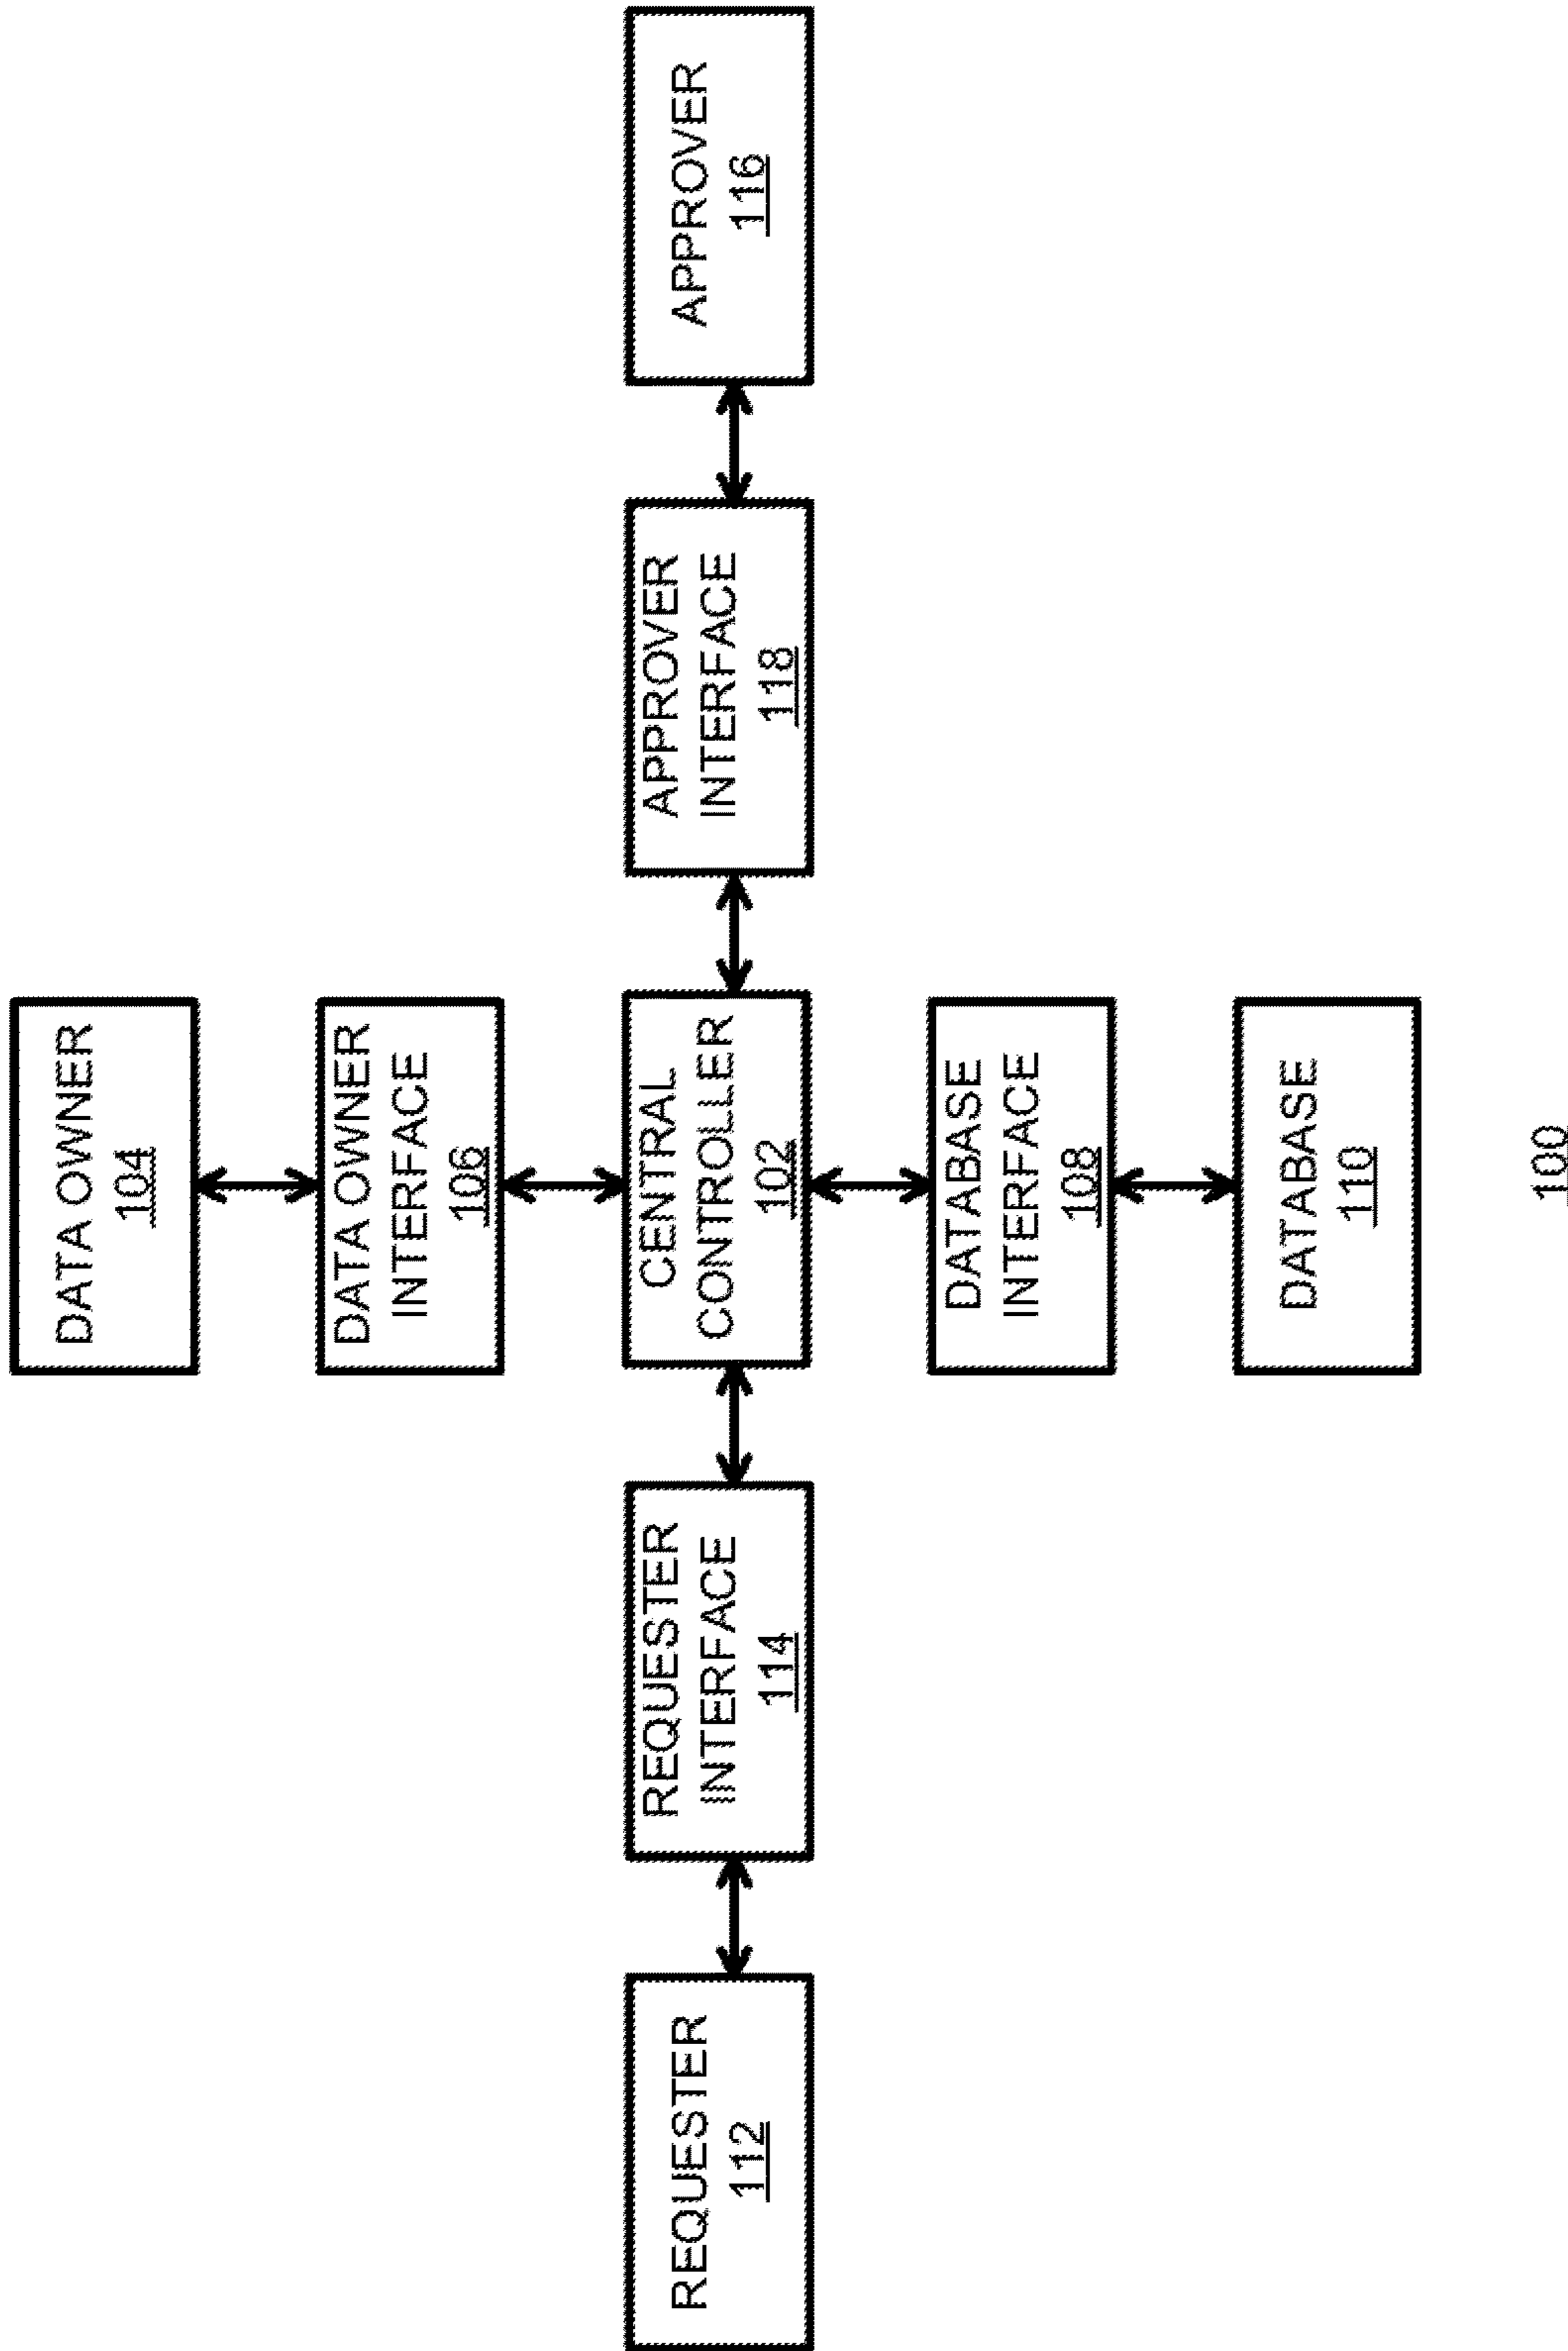 DATA OWNER
104
DATA OWNER
INTERFACE
106
REQUESTER
112
REQUESTER
INTERFACE
114
CENTRAL
CONTROLLER
102
APPROVER
INTERFACE
118
APPROVER
116
DATABASE
INTERFACE
108
DATABASE
110
100